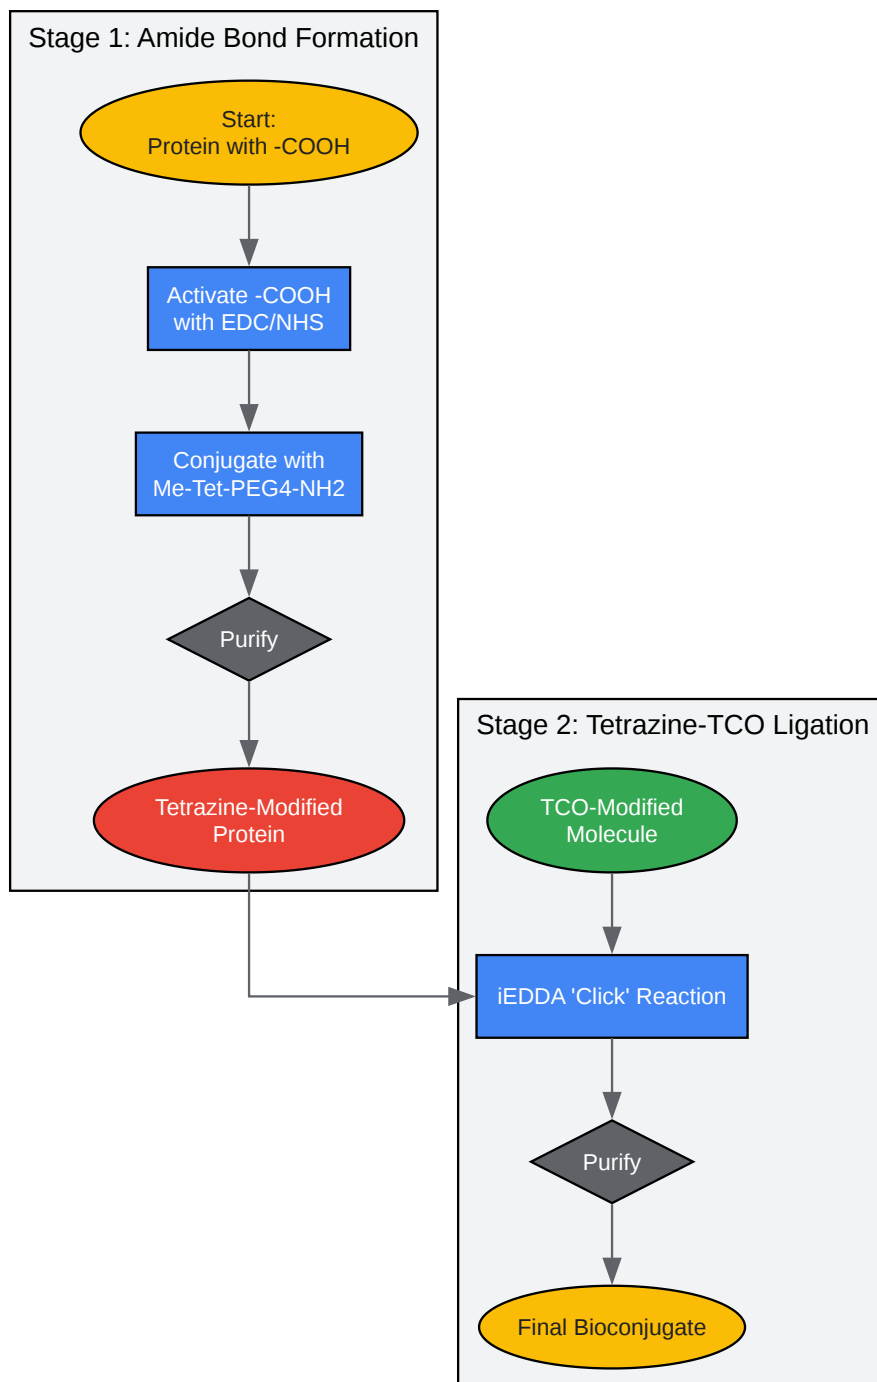 Stage 1: Amide Bond Formation
Start:
Protein with -COOH
Activate -COOH
with EDC/NHS
Conjugate with
Me-Tet-PEG4-NH2
Purify
Tetrazine-Modified
Protein
Stage 2: Tetrazine-TCO Ligation
TCO-Modified
Molecule
iEDDA 'Click' Reaction
Purify
Final Bioconjugate